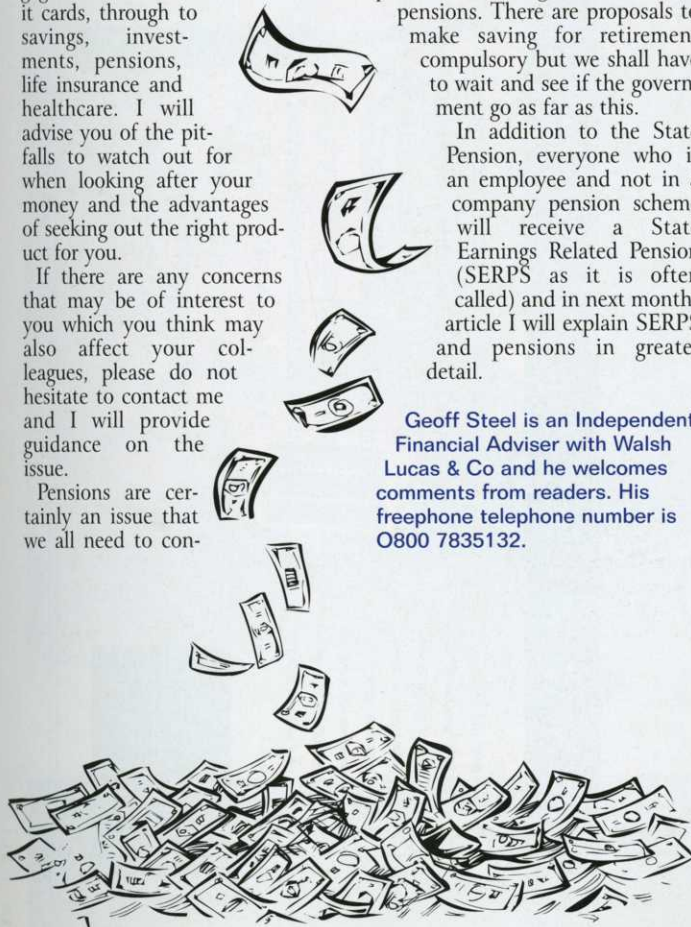 it cards, through to
savings, invest-
ments, pensions,
life insurance and
healthcare. I will
advise you of the pit-
falls to watch out for
when looking after your
money and the advantages
of seeking out the right prod-
uct for you.
If there are any concerns
that may be of interest to
you which you think may
also affect your col-
leagues, please do not
hesitate to contact me
and I will provide
guidance on the
issue.
Pensions are cer-
tainly an issue that
we all need to con-
pensions. There are proposals to
make saving for retirement
compulsory but we shall have
to wait and see if the govern
ment go as far as this.
In addition to the Stat
Pension, everyone who i
an employee and not in
company pension schem
will receive a Stat
Earnings Related Pension
(SERPS as it is often
called) and in next month
article I will explain SERPS
and pensions in greate
detail.
Geoff Steel is an Independent
Financial Adviser with Walsh
Lucas & Co and he welcomes
comments from readers. His
freephone telephone number is
O800 7835132.